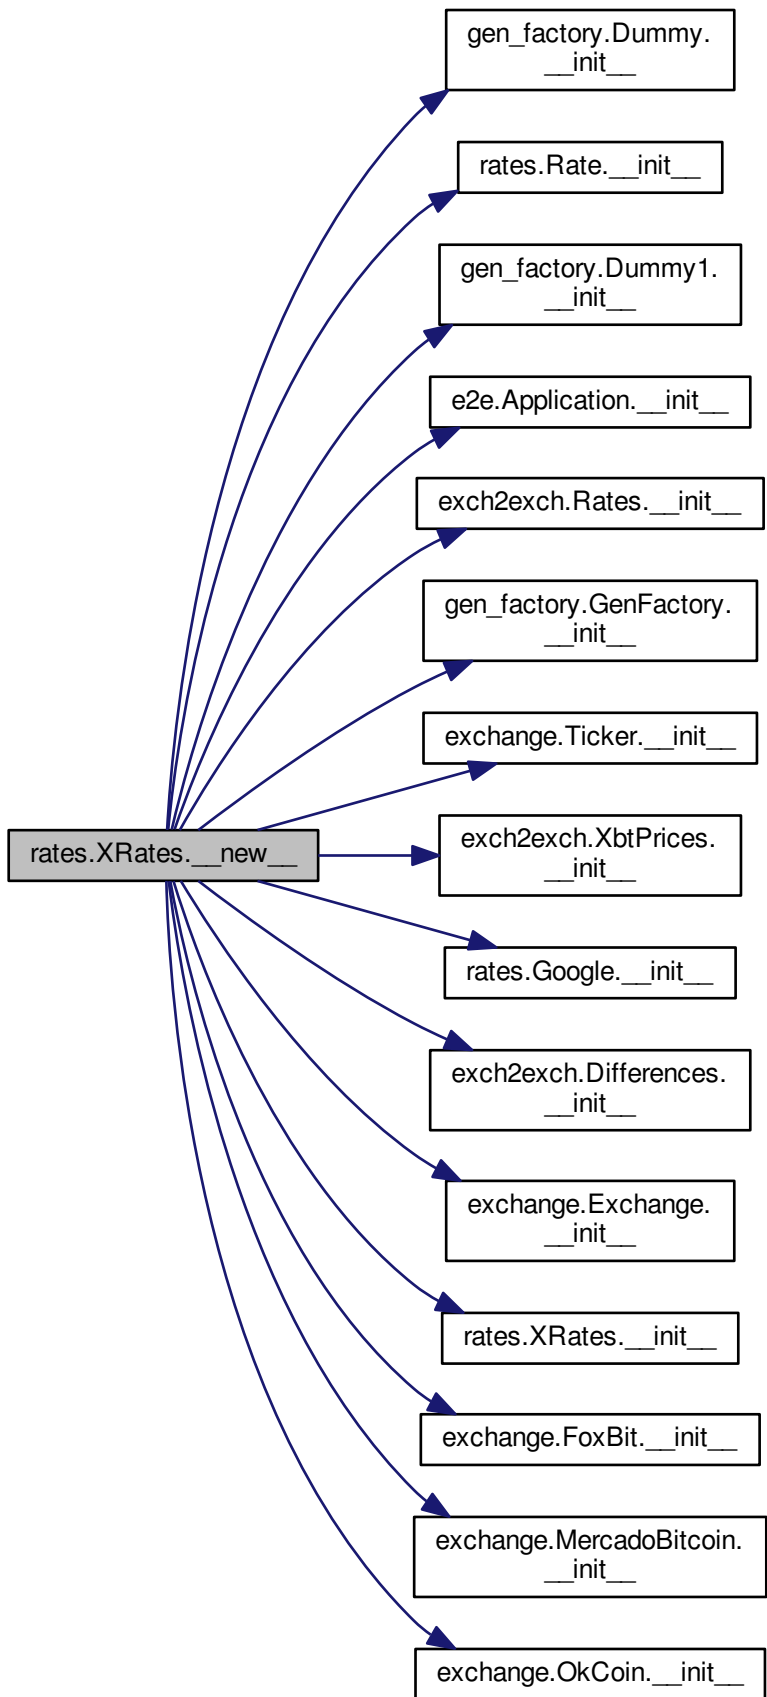 gen_factory.Dummy.
__init__
rates.Rate.__init__
gen_factory.Dummy1.
__init__
e2e.Application.__init__
exch2exch.Rates.__init__
gen_factory.GenFactory.
__init__
exchange.Ticker.__init__
rates.XRates.__new__
exch2exch.XbtPrices.
__init__
rates.Google.__init__
exch2exch.Differences.
__init__
exchange.Exchange.
__init__
rates.XRates.__init__
exchange.FoxBit.__init__
exchange.MercadoBitcoin.
__init__
exchange.OkCoin.__init__